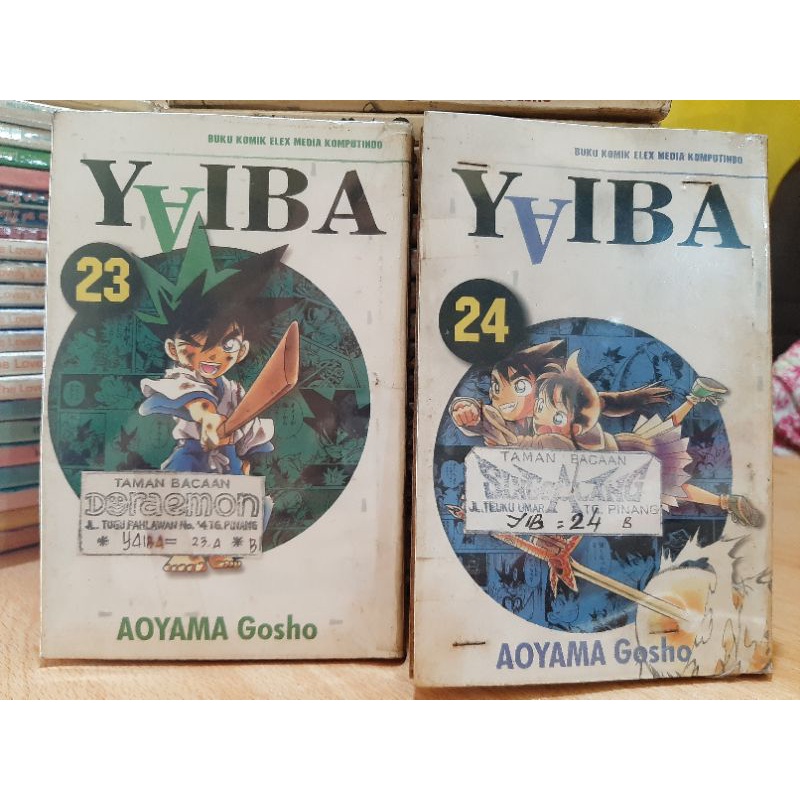 BUKU KOMIK ELEX MEDIA KOMPUTINDO
YAIBA
23
TAMAN BACAAN
Doraemon
JL. TUGU PAHLAWAN No. 14 TG. PINANG
* YAIBA = 23.A * B
AOYAMA Gosho
BUKU KOMIK ELEX MEDIA KOMPUTINDO
YAIBA
24
TAMAN BACAAN
JL. TEUKU UMAR TG. PINANG
YIB = 24 B
AOYAMA Gosho